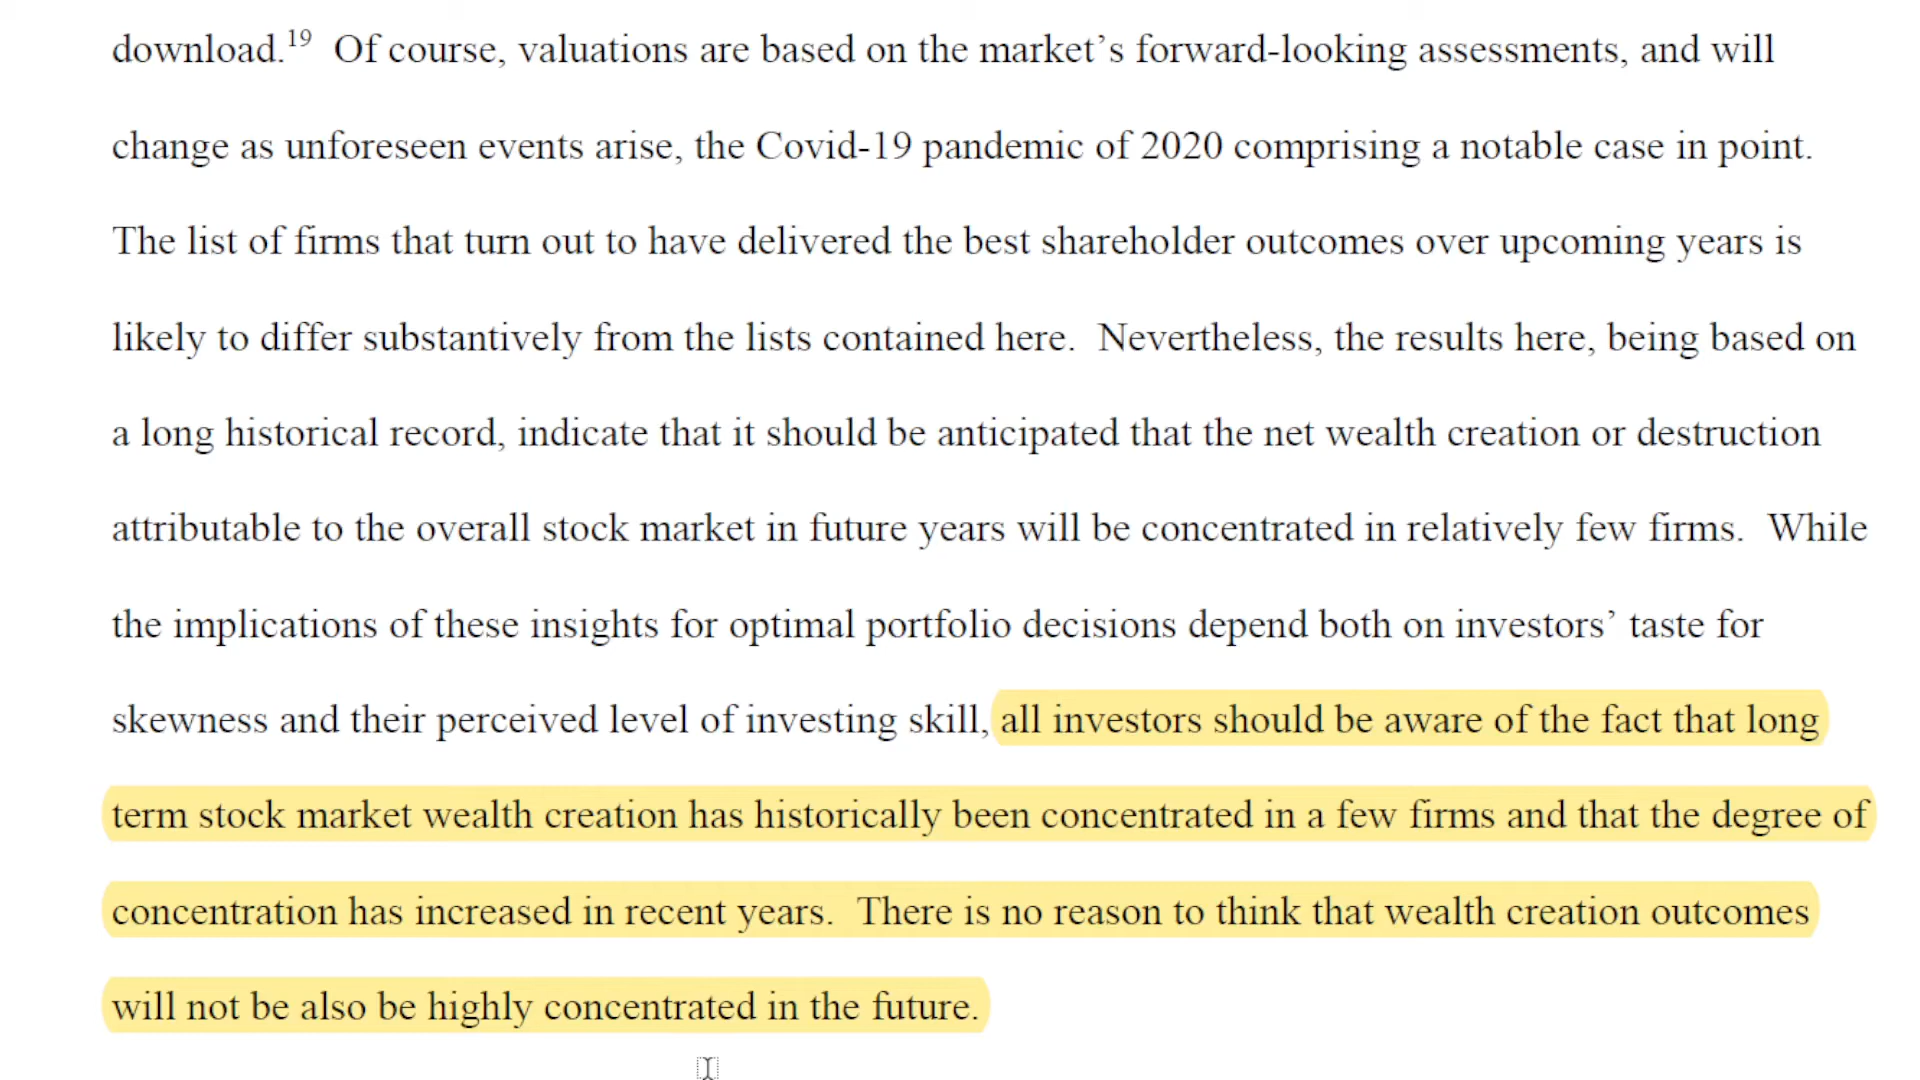 download.19 Of course, valuations are based on the market’s forward-looking assessments, and will
change as unforeseen events arise, the Covid-19 pandemic of 2020 comprising a notable case in point.
The list of firms that turn out to have delivered the best shareholder outcomes over upcoming years is
likely to differ substantively from the lists contained here. Nevertheless, the results here, being based on
a long historical record, indicate that it should be anticipated that the net wealth creation or destruction
attributable to the overall stock market in future years will be concentrated in relatively few firms. While
the implications of these insights for optimal portfolio decisions depend both on investors’ taste for
skewness and their perceived level of investing skill, all investors should be aware of the fact that long
term stock market wealth creation has historically been concentrated in a few firms and that the degree of
concentration has increased in recent years. There is no reason to think that wealth creation outcomes
will not be also be highly concentrated in the future.